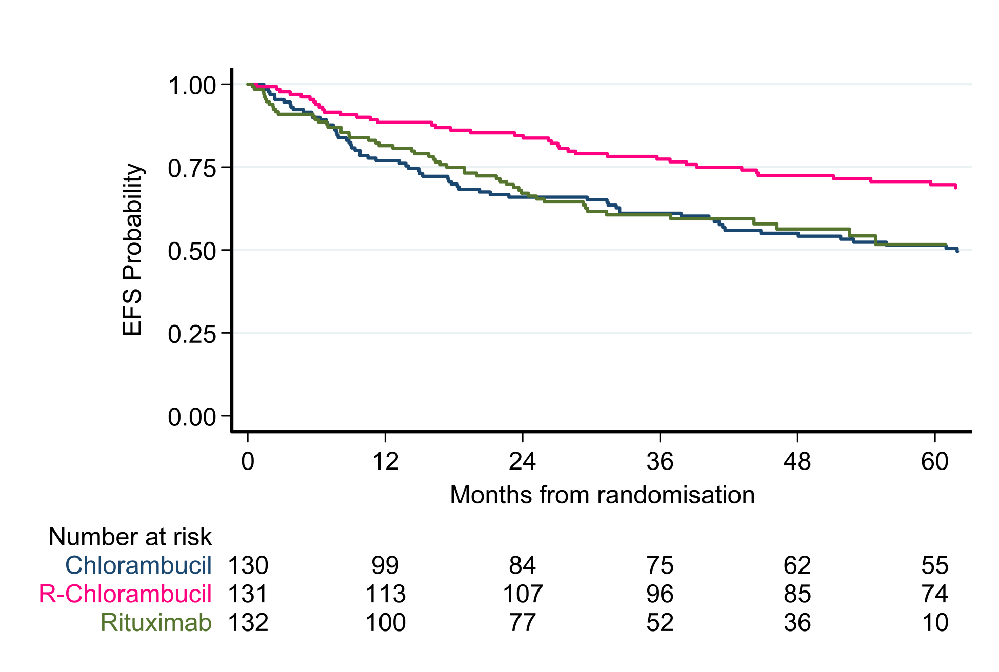 1.00
0.75
0.50
0.25
0.00
EFS Probability
0 12 24 36 48 60
Months from randomisation
Number at risk
Chlorambucil 130 99 84 75 62 55
R-Chlorambucil 131 113 107 96 85 74
Rituximab 132 100 77 52 36 10